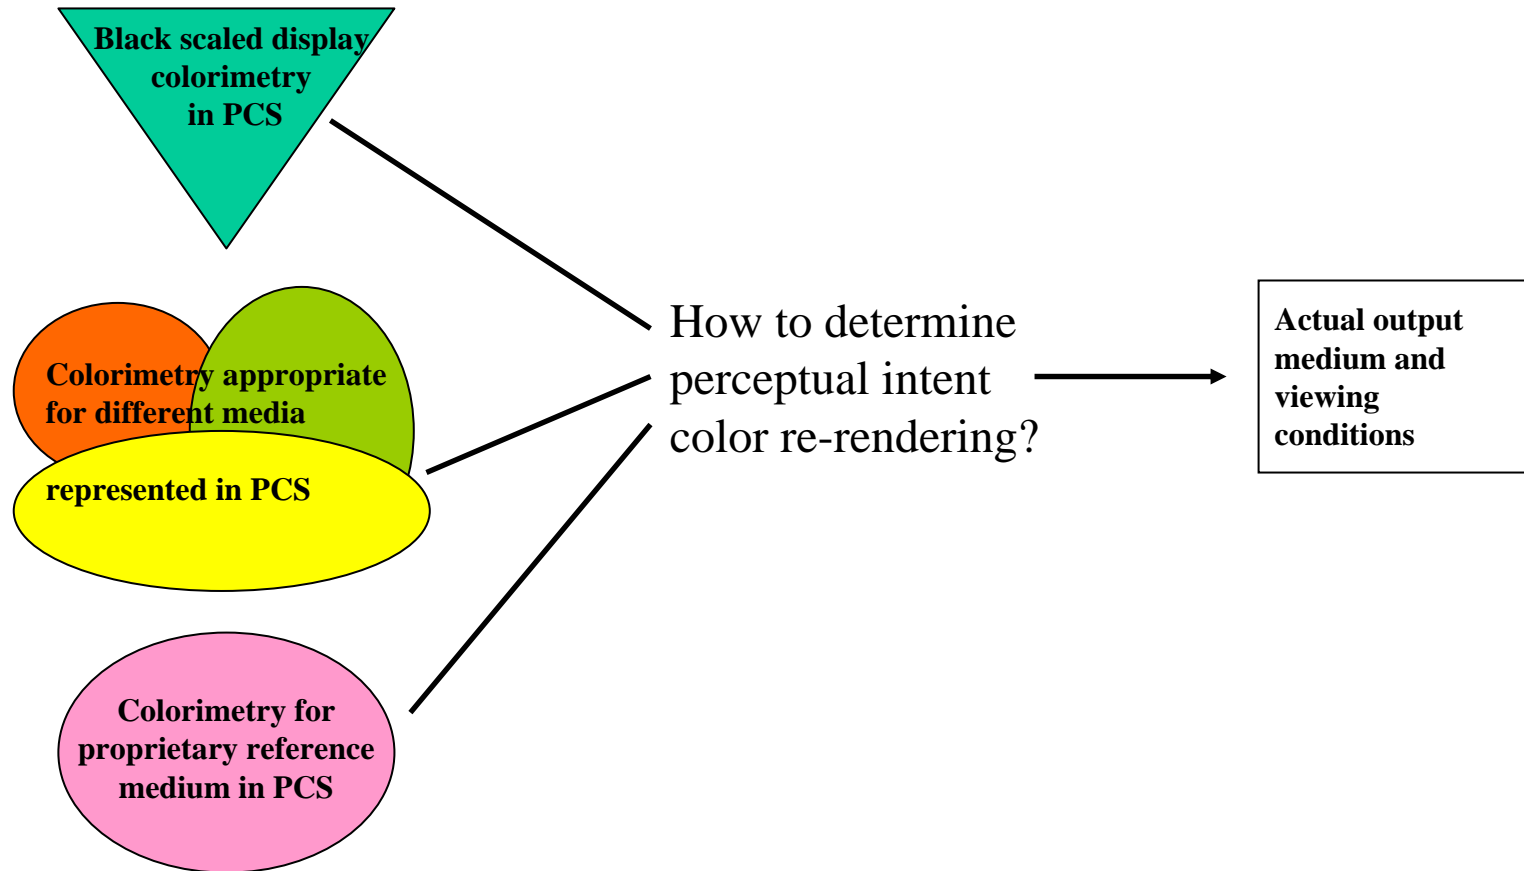 Black scaled display
colorimetry
in PCS
Colorimetry appropriate
for different media
represented in PCS
Colorimetry for
proprietary reference
medium in PCS
How to determine
perceptual intent
color re-rendering?
Actual output
medium and
viewing
conditions